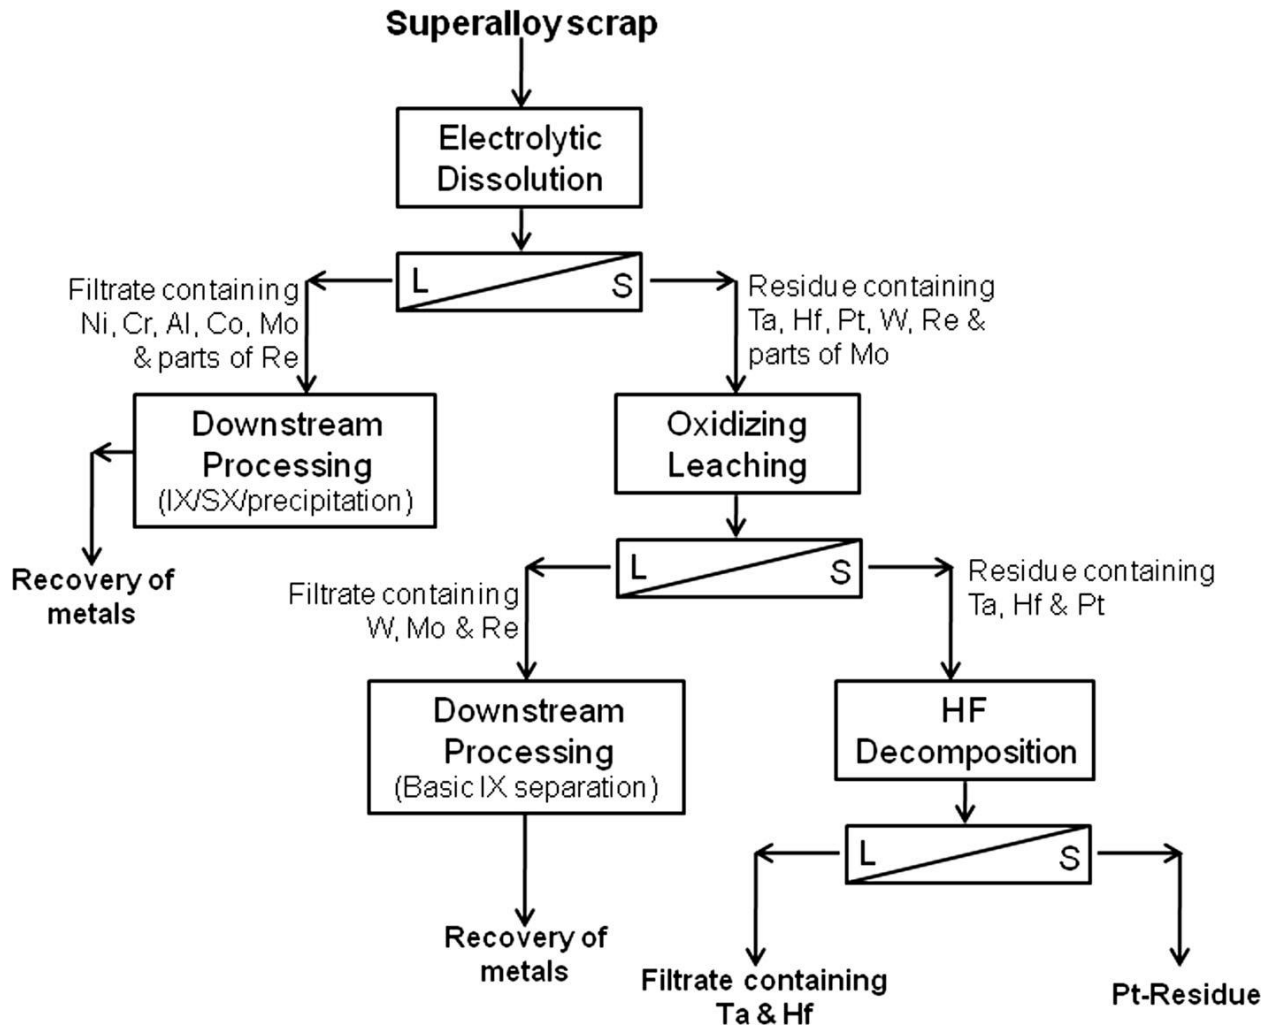 Superalloy scrap
Electrolytic
Dissolution
L
S
Filtrate containing
Ni, Cr, Al, Co, Mo
& parts of Re
Residue containing
Ta, Hf, Pt, W, Re &
parts of Mo
Downstream
Processing
(IX/SX/precipitation)
Oxidizing
Leaching
Recovery of
metals
L
S
Filtrate containing
W, Mo & Re
Residue containing
Ta, Hf & Pt
Downstream
Processing
(Basic IX separation)
HF
Decomposition
L
S
Recovery of
metals
Filtrate containing
Ta & Hf
Pt-Residue